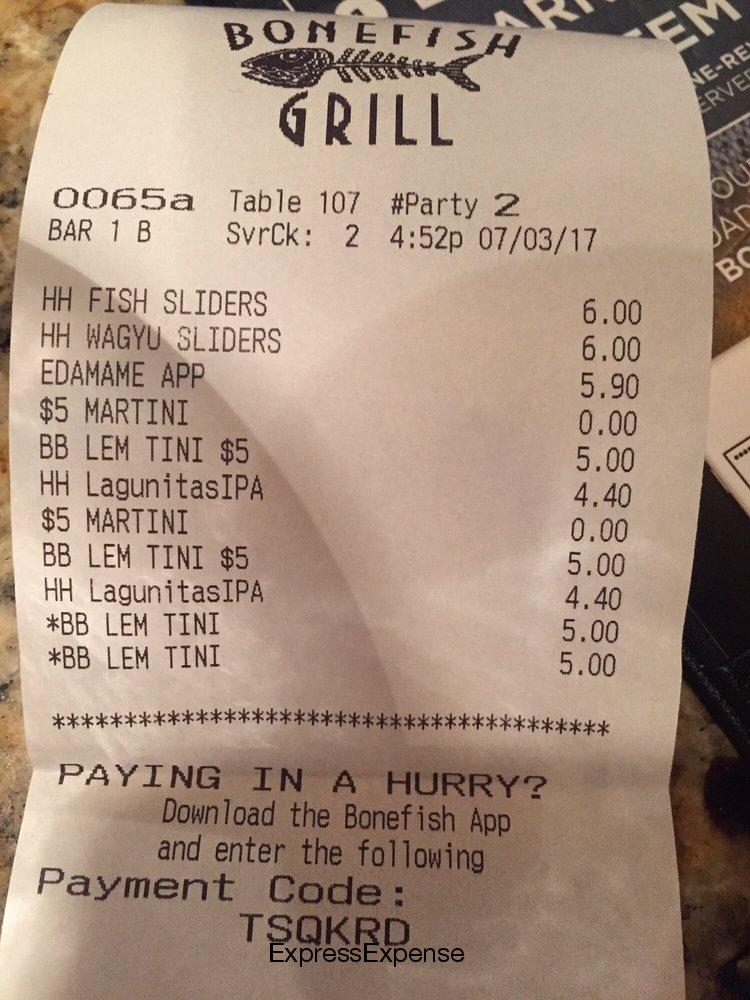 BONEFISH
GRILL
0065a Table 107 #Party 2
BAR 1 B SvrCk: 2 4:52p 07/03/17
HH FISH SLIDERS 6.00
HH WAGYU SLIDERS 6.00
EDAMAME APP 5.90
$5 MARTINI 0.00
BB LEM TINI $5 5.00
HH LagunitasIPA 4.40
$5 MARTINI 0.00
BB LEM TINI $5 5.00
HH LagunitasIPA 4.40
*BB LEM TINI 5.00
*BB LEM TINI 5.00
*****************************************
PAYING IN A HURRY?
Download the Bonefish App
and enter the following
Payment Code:
TSQKRD
ExpressExpense